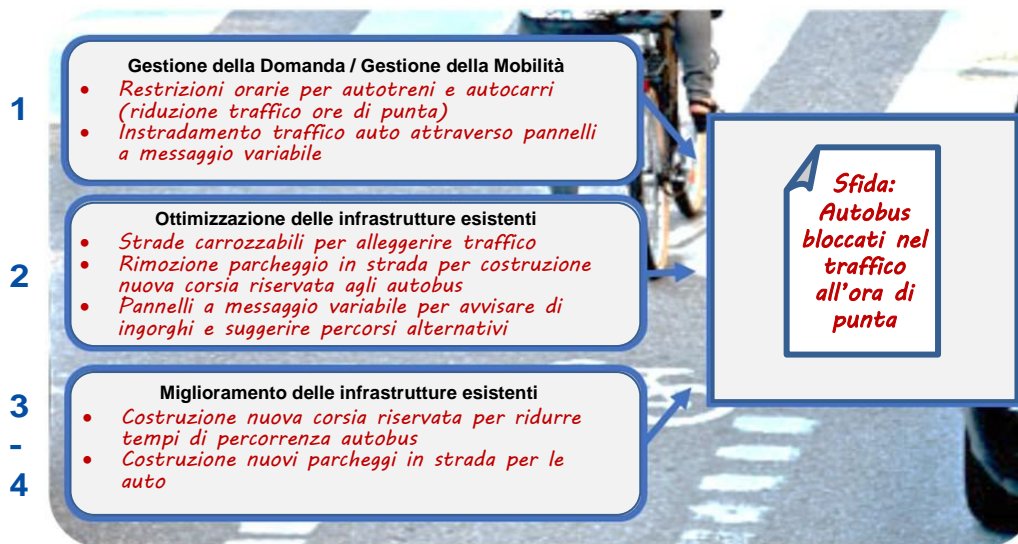 1
Gestione della Domanda / Gestione della Mobilità
• Restrizioni orarie per autotreni e autocarri
(riduzione traffico ore di punta)
• Instradamento traffico auto attraverso pannelli
a messaggio variabile
2
Ottimizzazione delle infrastrutture esistenti
• Strade carrozzabili per alleggerire traffico
• Rimozione parcheggio in strada per costruzione
nuova corsia riservata agli autobus
• Pannelli a messaggio variabile per avvisare di
ingorghi e suggerire percorsi alternativi
3
-
4
Miglioramento delle infrastrutture esistenti
• Costruzione nuova corsia riservata per ridurre
tempi di percorrenza autobus
• Costruzione nuovi parcheggi in strada per le
auto
Sfida:
Autobus
bloccati nel
traffico
all'ora di
punta